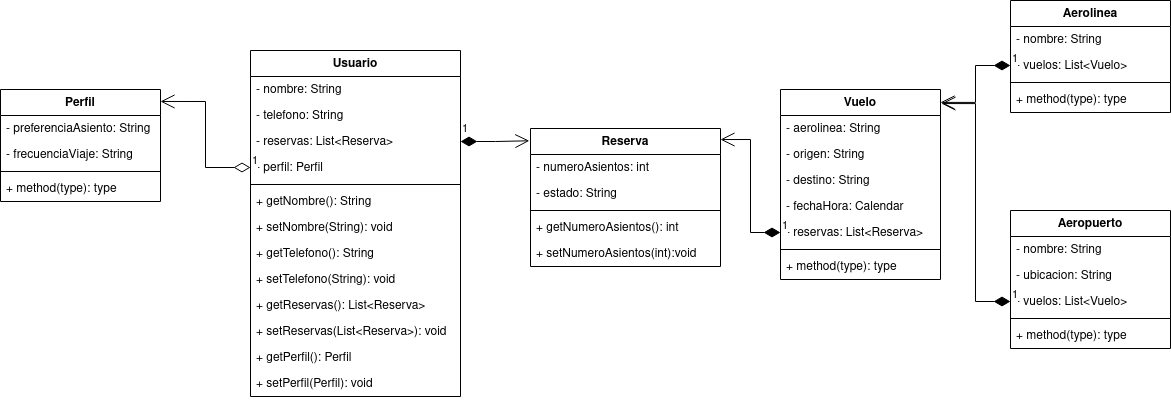 Perfil
- preferenciaAsiento: String
- frecuenciaViaje: String
+ method(type): type
Usuario
- nombre: String
- telefono: String
- reservas: List<Reserva>
1
- perfil: Perfil
1
+ getNombre(): String
+ setNombre(String): void
+ getTelefono(): String
+ setTelefono(String): void
+ getReservas(): List<Reserva>
+ setReservas(List<Reserva>): void
+ getPerfil(): Perfil
+ setPerfil(Perfil): void
Reserva
- numeroAsientos: int
- estado: String
+ getNumeroAsientos(): int
+ setNumeroAsientos(int):void
Vuelo
- aerolinea: String
- origen: String
- destino: String
- fechaHora: Calendar
1
- reservas: List<Reserva>
+ method(type): type
Aerolinea
- nombre: String
1
- vuelos: List<Vuelo>
+ method(type): type
Aeropuerto
- nombre: String
- ubicacion: String
1
- vuelos: List<Vuelo>
+ method(type): type